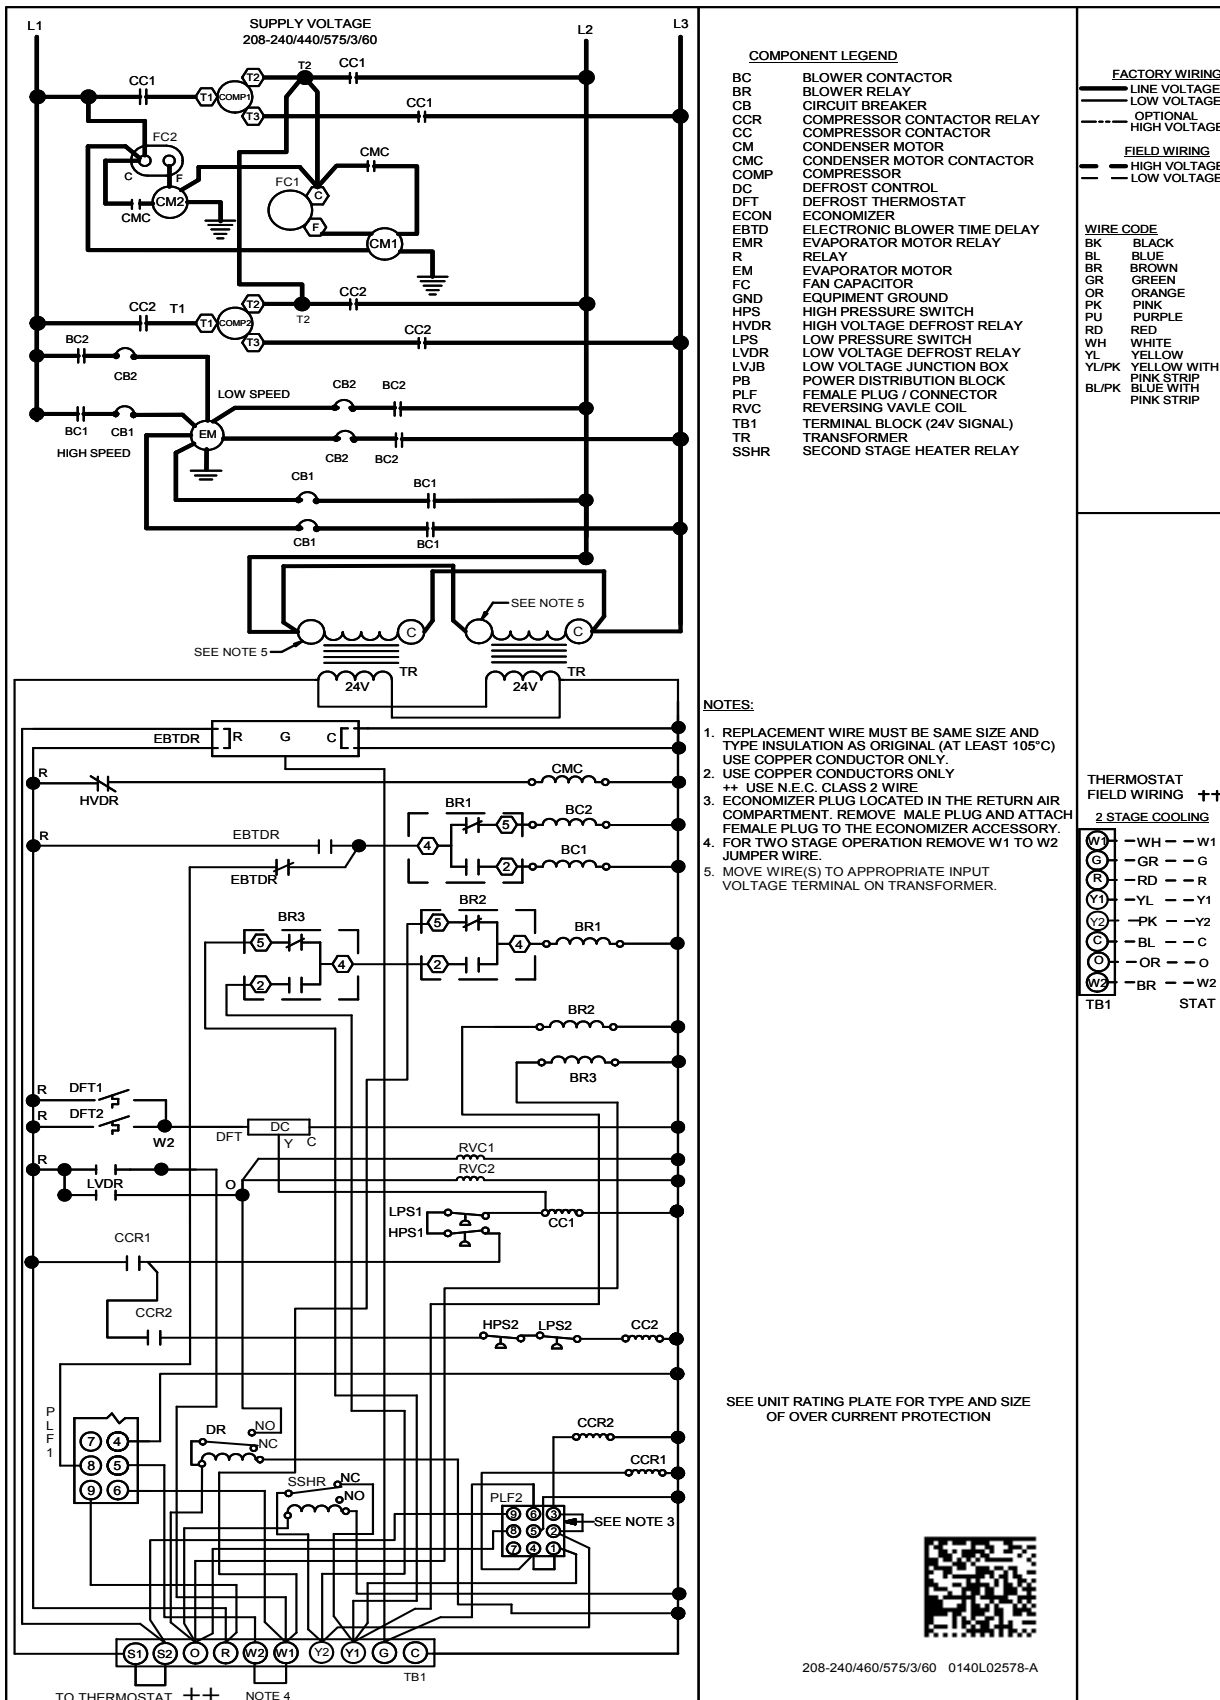 L1
SUPPLY VOLTAGE
208-240/440/575/3/60
L2
L3
CC1
T2
T2
CC1
T1
COMP1
T3
CC1
FC2
C
F
CM2
CMC
CMC
FC1
C
F
CM1
CC2
T1
T1
COMP2
T2
T2
CC2
T3
CC2
BC2
CB2
LOW SPEED
CB2
BC2
BC1
CB1
HIGH SPEED
EM
CB2
BC2
CB1
BC1
CB1
BC1
SEE NOTE 5
C
C
SEE NOTE 5
TR
TR
24V
24V
EBTDR
R
G
C
R
HVDR
CMC
BR1
5
BC2
R
EBTDR
4
2
BC1
EBTDR
BR3
BR2
5
5
4
BR1
4
2
2
BR2
BR3
R
DFT1
R
DFT2
W2
DFT
DC
Y
C
R
LVDR
O
RVC1
RVC2
LPS1
HPS1
CC1
CCR1
CCR2
HPS2
LPS2
CC2
P
L
F
1
7
4
8
5
9
6
DR
NO
NC
SSHR
NC
NO
CCR2
CCR1
PLF2
9
6
3
8
5
2
7
4
1
SEE NOTE 3
S1
S2
O
R
W2
W1
Y2
Y1
G
C
TB1
TO THERMOSTAT ++
NOTE 4
COMPONENT LEGEND
BC BLOWER CONTACTOR
BR BLOWER RELAY
CB CIRCUIT BREAKER
CCR COMPRESSOR CONTACTOR RELAY
CC COMPRESSOR CONTACTOR
CM CONDENSER MOTOR
CMC CONDENSER MOTOR CONTACTOR
COMP COMPRESSOR
DC DEFROST CONTROL
DFT DEFROST THERMOSTAT
ECON ECONOMIZER
EBTD ELECTRONIC BLOWER TIME DELAY
EMR EVAPORATOR MOTOR RELAY
R RELAY
EM EVAPORATOR MOTOR
FC FAN CAPACITOR
GND EQUPIMENT GROUND
HPS HIGH PRESSURE SWITCH
HVDR HIGH VOLTAGE DEFROST RELAY
LPS LOW PRESSURE SWITCH
LVDR LOW VOLTAGE DEFROST RELAY
LVJB LOW VOLTAGE JUNCTION BOX
PB POWER DISTRIBUTION BLOCK
PLF FEMALE PLUG / CONNECTOR
RVC REVERSING VAVLE COIL
TB1 TERMINAL BLOCK (24V SIGNAL)
TR TRANSFORMER
SSHR SECOND STAGE HEATER RELAY
NOTES:
1. REPLACEMENT WIRE MUST BE SAME SIZE AND
TYPE INSULATION AS ORIGINAL (AT LEAST 105°C)
USE COPPER CONDUCTOR ONLY.
2. USE COPPER CONDUCTORS ONLY
++ USE N.E.C. CLASS 2 WIRE
3. ECONOMIZER PLUG LOCATED IN THE RETURN AIR
COMPARTMENT. REMOVE MALE PLUG AND ATTACH
FEMALE PLUG TO THE ECONOMIZER ACCESSORY.
4. FOR TWO STAGE OPERATION REMOVE W1 TO W2
JUMPER WIRE.
5. MOVE WIRE(S) TO APPROPRIATE INPUT
VOLTAGE TERMINAL ON TRANSFORMER.
SEE UNIT RATING PLATE FOR TYPE AND SIZE
OF OVER CURRENT PROTECTION
208-240/460/575/3/60 0140L02578-A
FACTORY WIRING
LINE VOLTAGE
LOW VOLTAGE
OPTIONAL
HIGH VOLTAGE
FIELD WIRING
HIGH VOLTAGE
LOW VOLTAGE
WIRE CODE
BK BLACK
BL BLUE
BR BROWN
GR GREEN
OR ORANGE
PK PINK
PU PURPLE
RD RED
WH WHITE
YL YELLOW
YL/PK YELLOW WITH
PINK STRIP
BL/PK BLUE WITH
PINK STRIP
THERMOSTAT
FIELD WIRING ++
2 STAGE COOLING
W1 WH W1
G GR G
R RD R
Y1 YL Y1
Y2 PK Y2
C BL C
O OR O
W2 BR W2
TB1 STAT